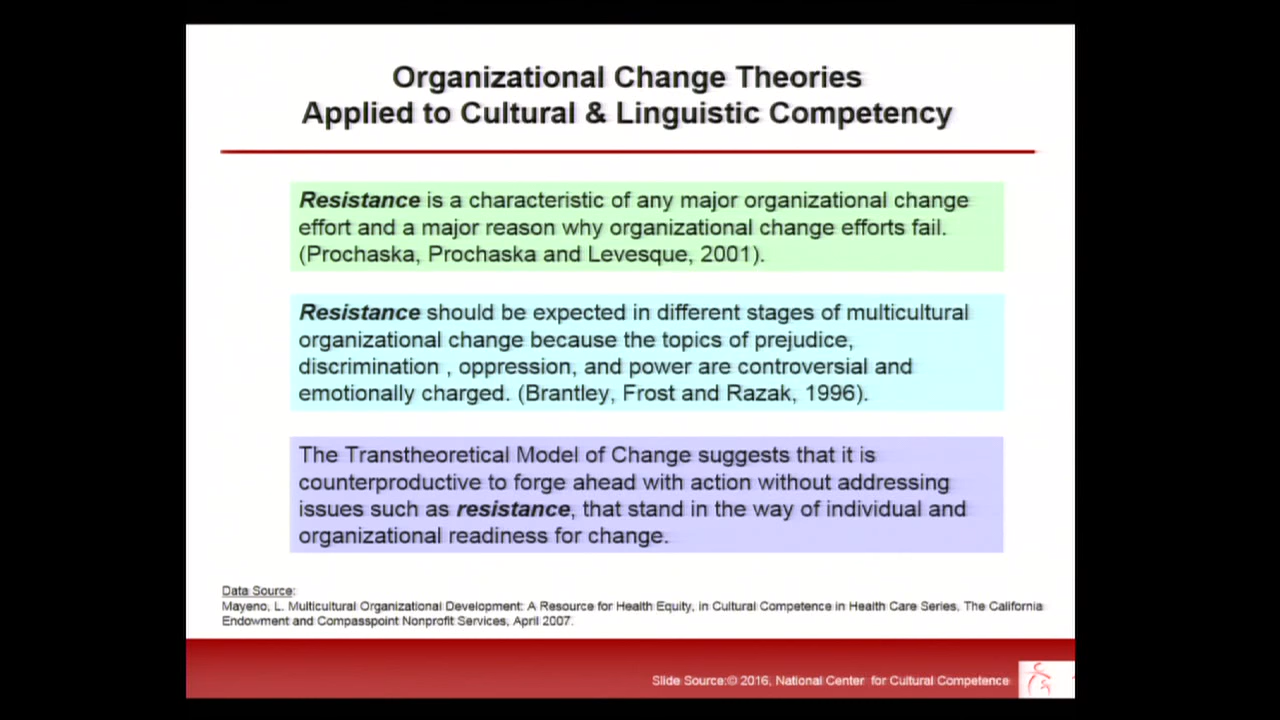 Organizational Change Theories
Applied to Cultural & Linguistic Competency
Resistance is a characteristic of any major organizational change
effort and a major reason why organizational change efforts fail.
(Prochaska, Prochaska and Levesque, 2001).
Resistance should be expected in different stages of multicultural
organizational change because the topics of prejudice,
discrimination , oppression, and power are controversial and
emotionally charged. (Brantley, Frost and Razak, 1996).
The Transtheoretical Model of Change suggests that it is
counterproductive to forge ahead with action without addressing
issues such as resistance, that stand in the way of individual and
organizational readiness for change.
Data Source:
Mayeno, L. Multicultural Organizational Development: A Resource for Health Equity, in Cultural Competence in Health Care Series, The California
Endowment and Compasspoint Nonprofit Services, April 2007.
Slide Source:© 2016, National Center for Cultural Competence